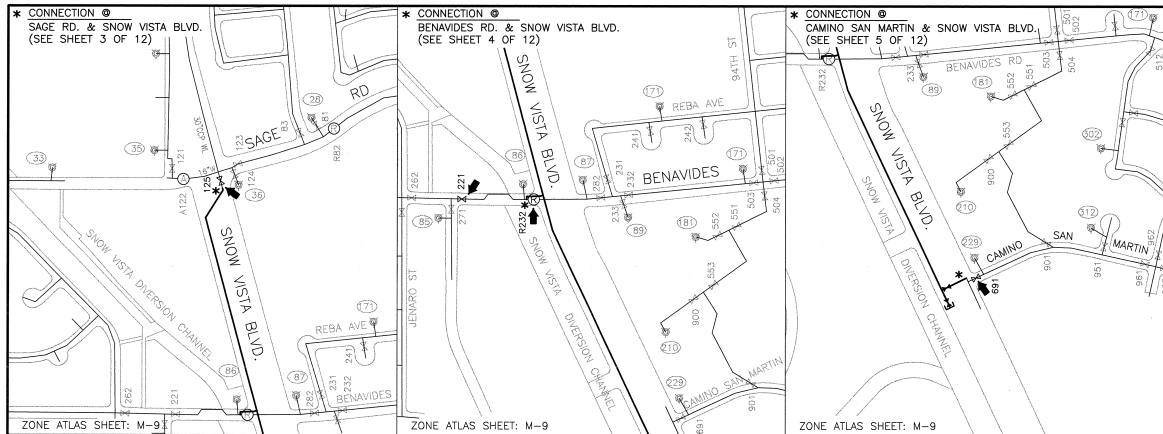 * CONNECTION @
SAGE RD. & SNOW VISTA BLVD.
(SEE SHEET 3 OF 12)
28
RD
SAGE
83
81
R82
35
33
121
123
16"
A
A122
125
*
24
36
SNOW VISTA BLVD.
SNOW VISTA DIVERSION CHANNEL
171
REBA AVE
241
86
87
231
232
282
262
221
BENAVIDES
R
ZONE ATLAS SHEET: M-9
* CONNECTION @
BENAVIDES RD. & SNOW VISTA BLVD.
(SEE SHEET 4 OF 12)
94TH ST
SNOW VISTA BLVD.
171
REBA AVE
241
242
86
87
231
232
171
501
502
262
221
282
BENAVIDES
*
R
R232
271
85
233
89
503
504
181
552
551
JENARO ST
SNOW VISTA
DIVERSION CHANNEL
553
900
210
229
CAMINO SAN MARTIN
901
691
ZONE ATLAS SHEET: M-9
* CONNECTION @
CAMINO SAN MARTIN & SNOW VISTA BLVD.
(SEE SHEET 5 OF 12)
171
501
502
R
R232
233
BENAVIDES RD
503
504
512
89
181
552
551
SNOW VISTA BLVD.
553
302
900
210
SNOW VISTA
DIVERSION CHANNEL
312
229
CAMINO
SAN
MARTIN
*
691
901
951
961
962
ZONE ATLAS SHEET: M-9